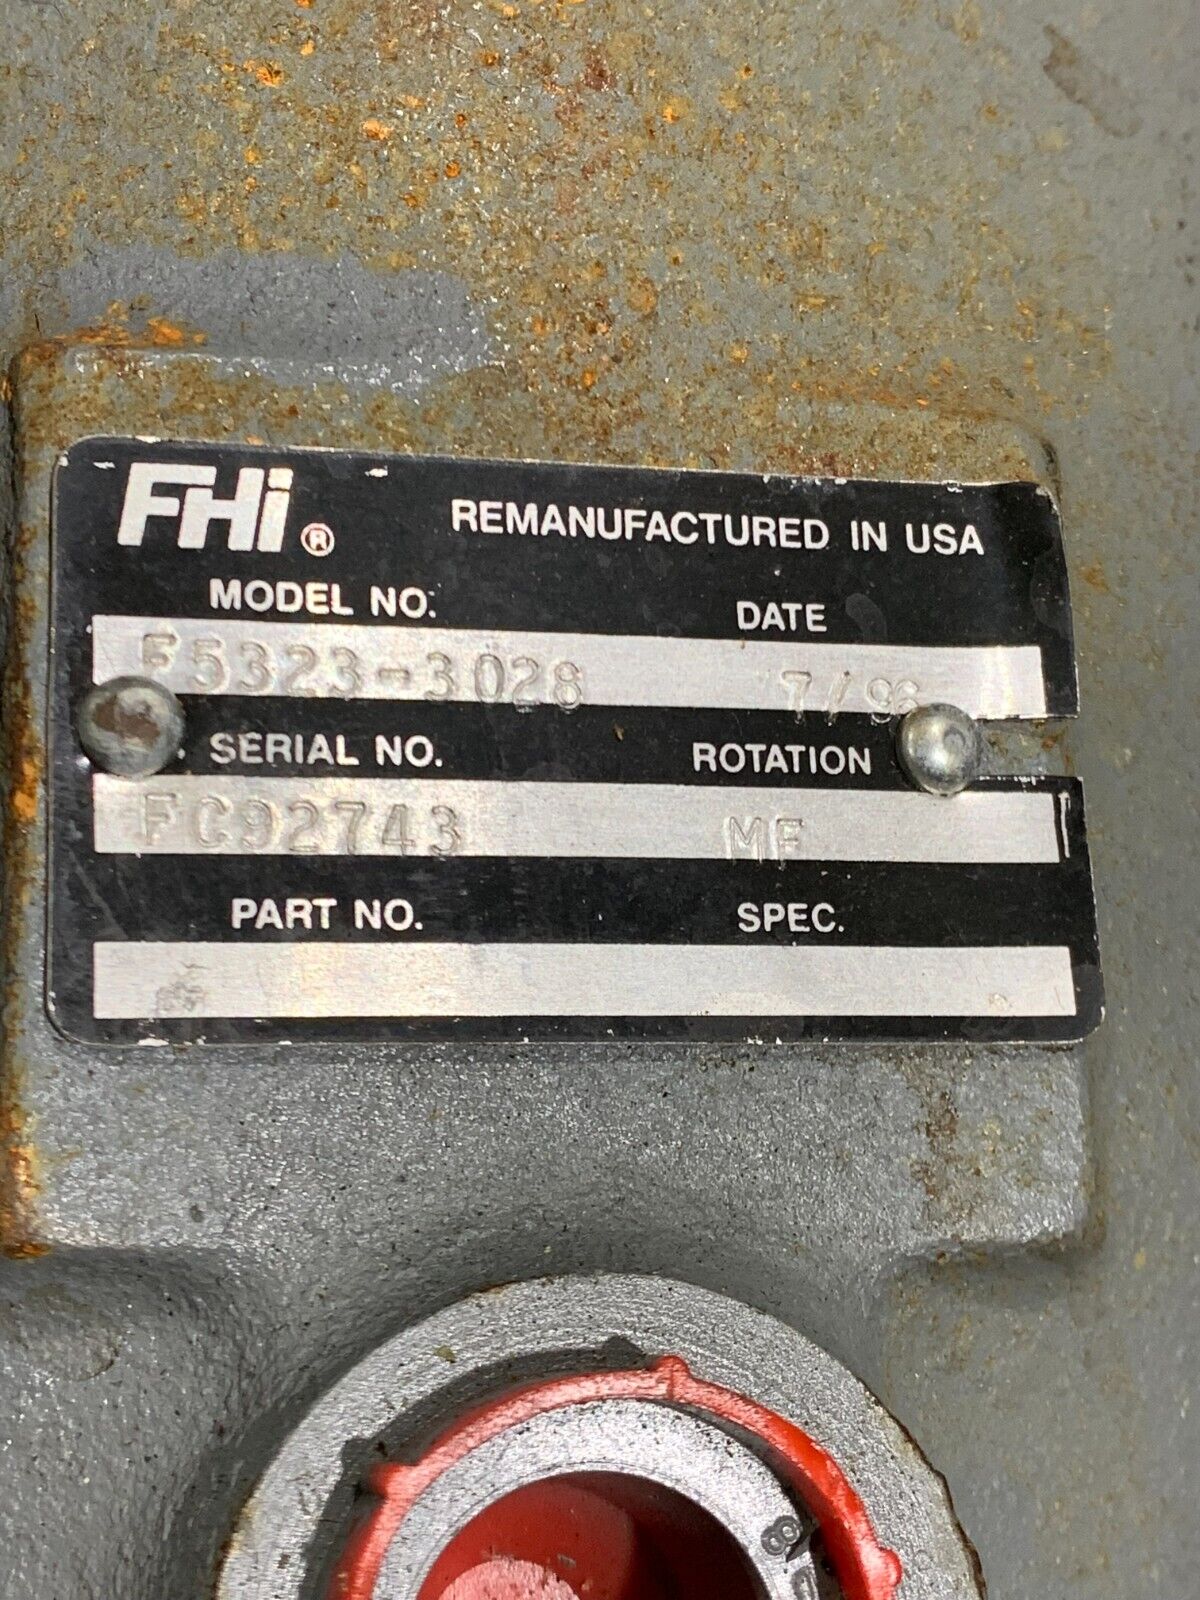 FHi ®
REMANUFACTURED IN USA
MODEL NO. DATE
F5323-3028 7/96
SERIAL NO. ROTATION
FC92743 MF
PART NO. SPEC.
8